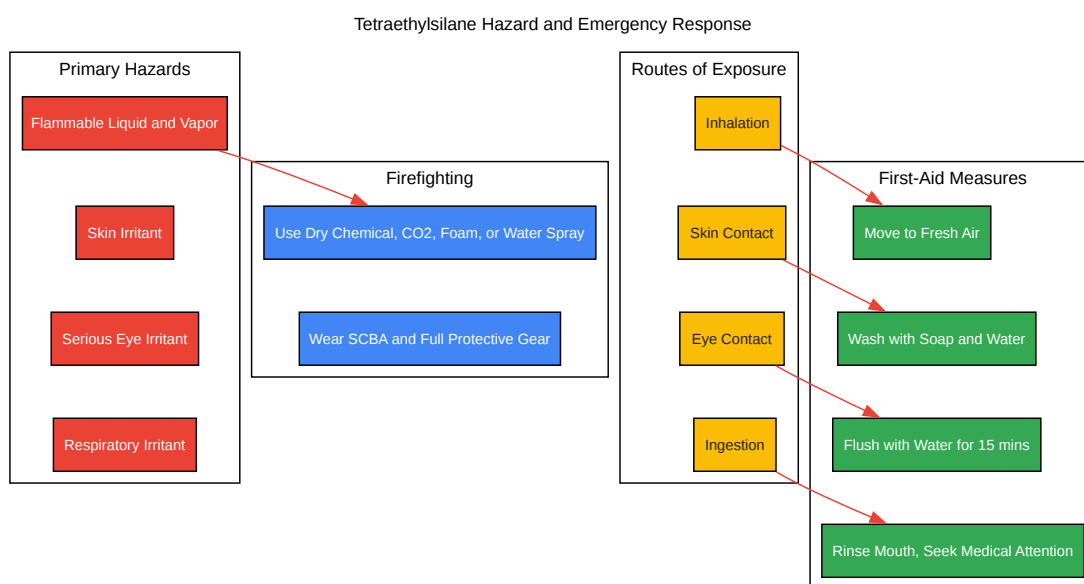 Tetraethylsilane Hazard and Emergency Response
Primary Hazards
Flammable Liquid and Vapor
Skin Irritant
Serious Eye Irritant
Respiratory Irritant
Firefighting
Use Dry Chemical, CO2, Foam, or Water Spray
Wear SCBA and Full Protective Gear
Routes of Exposure
Inhalation
Skin Contact
Eye Contact
Ingestion
First-Aid Measures
Move to Fresh Air
Wash with Soap and Water
Flush with Water for 15 mins
Rinse Mouth, Seek Medical Attention